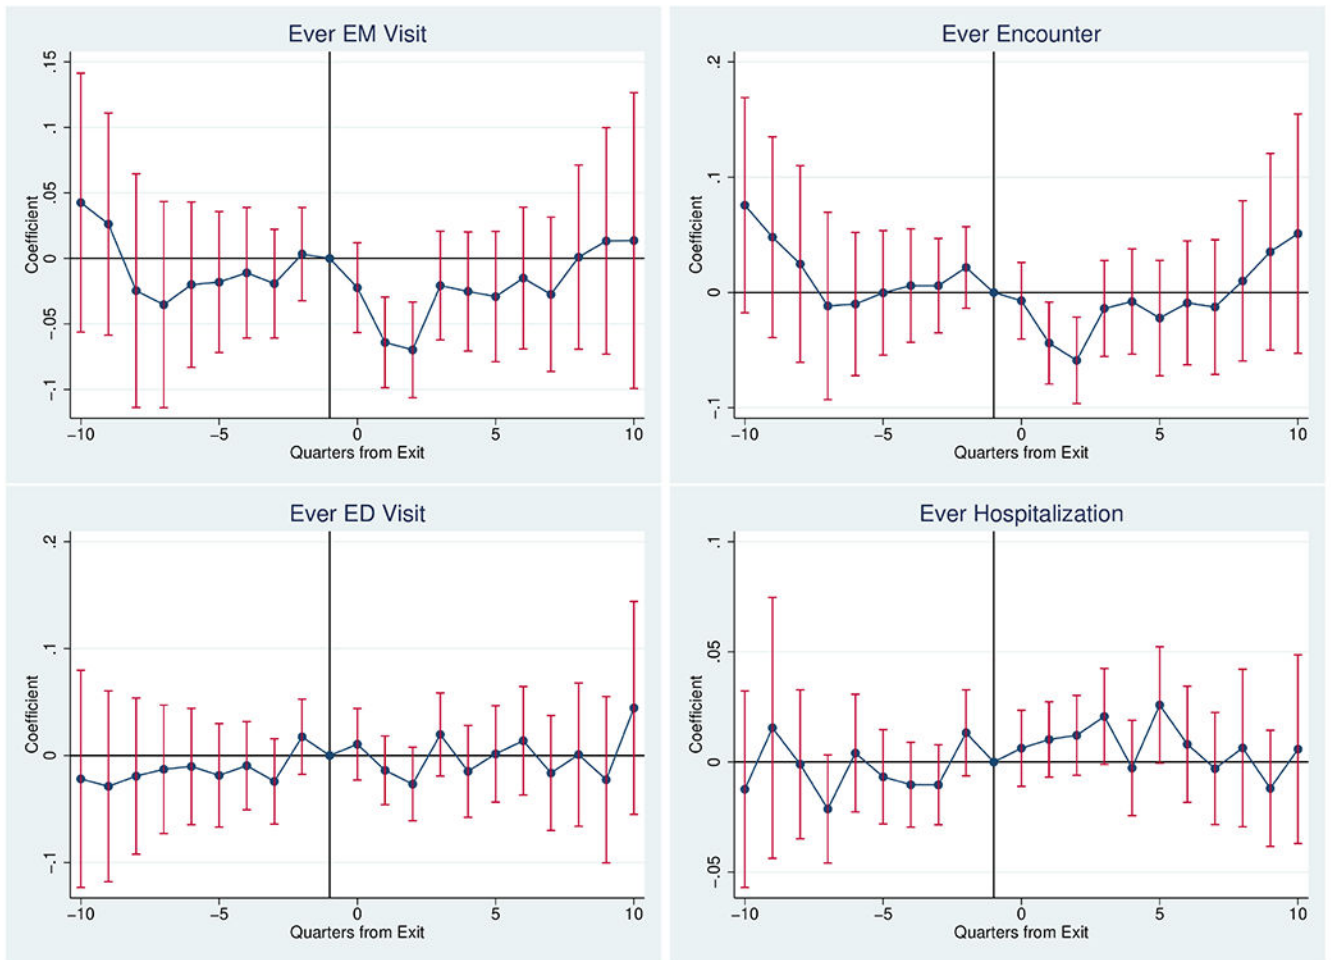 Ever EM Visit
.15
.1
.05
0
-.05
-.1
Coefficient
-10 -5 0 5 10
Quarters from Exit
Ever Encounter
.2
.1
0
-.1
Coefficient
-10 -5 0 5 10
Quarters from Exit
Ever ED Visit
.2
.1
0
-.1
Coefficient
-10 -5 0 5 10
Quarters from Exit
Ever Hospitalization
.1
.05
0
-.05
Coefficient
-10 -5 0 5 10
Quarters from Exit